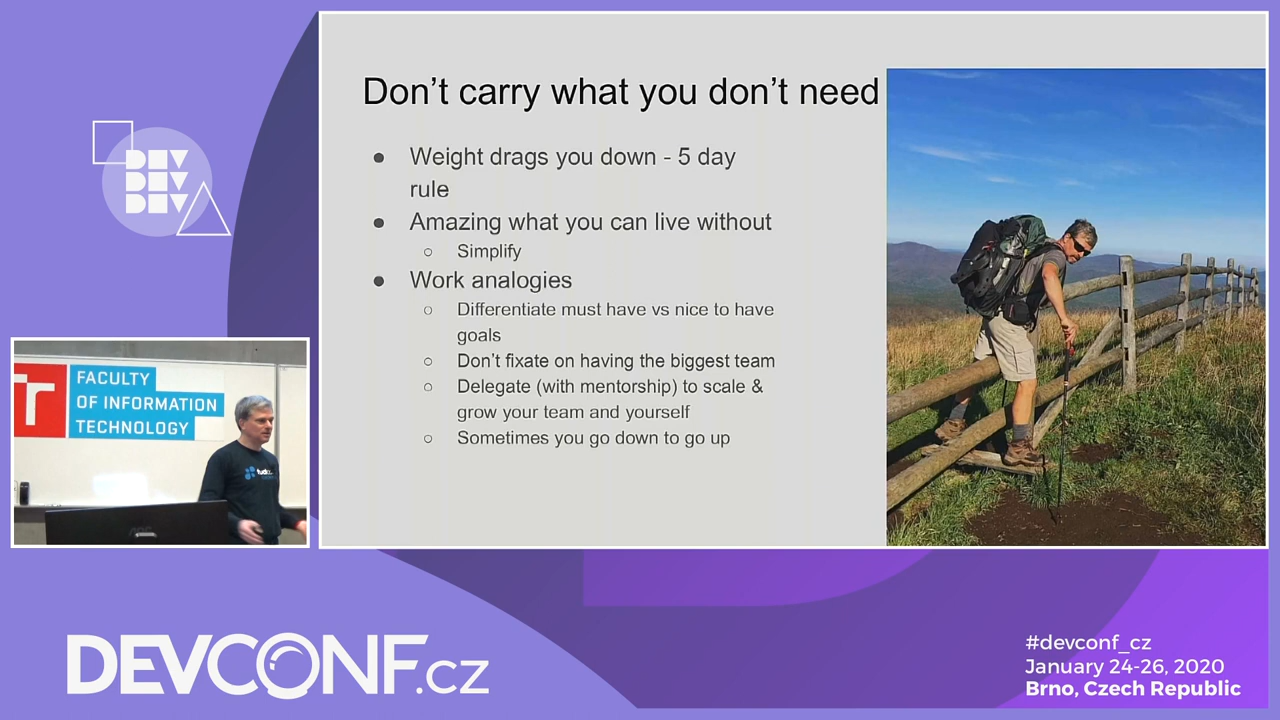 Don't carry what you don't need
● Weight drags you down - 5 day
rule
● Amazing what you can live without
○ Simplify
● Work analogies
○ Differentiate must have vs nice to have
goals
○ Don't fixate on having the biggest team
○ Delegate (with mentorship) to scale &
grow your team and yourself
○ Sometimes you go down to go up
DEV
DEV
DEV
FACULTY
OF INFORMATION
TECHNOLOGY
DEVCONF.cz
#devconf_cz
January 24-26, 2020
Brno, Czech Republic